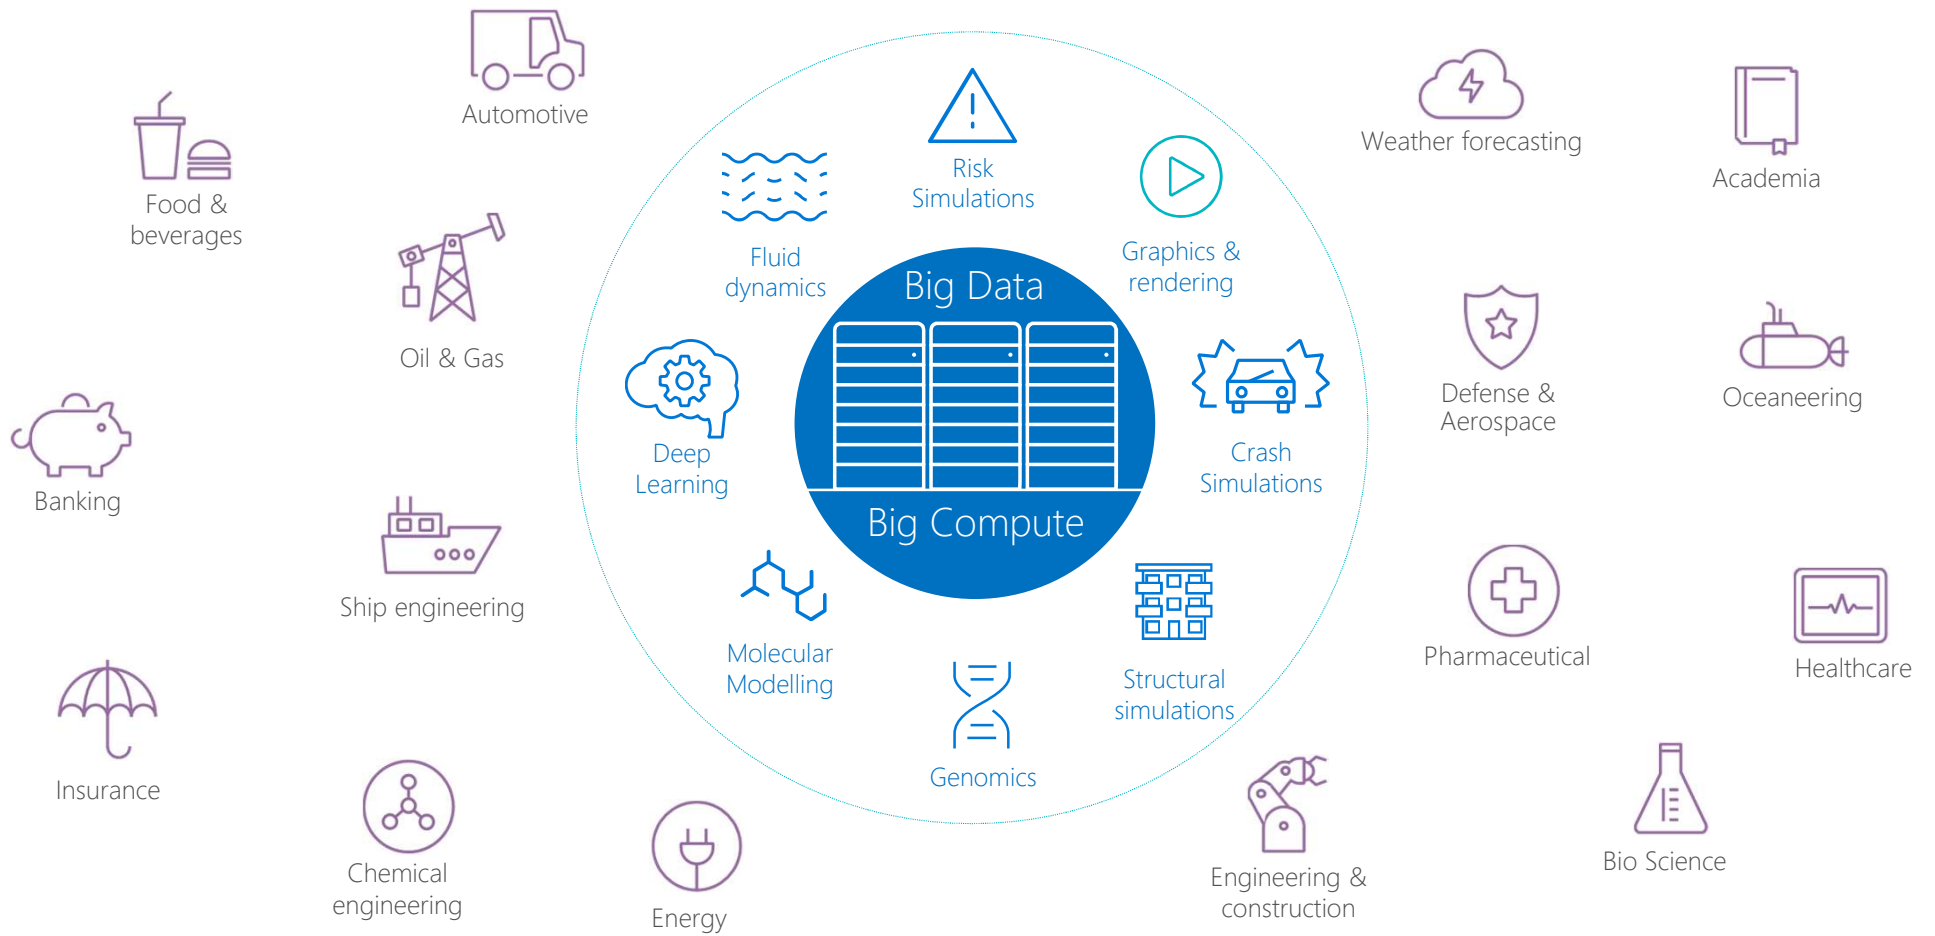 Automotive
Weather forecasting
Academia
Food &
beverages
Risk
Simulations
Fluid
dynamics
Graphics &
rendering
Big Data
Oil & Gas
Defense &
Aerospace
Oceaneering
Banking
Deep
Learning
Crash
Simulations
Big Compute
Ship engineering
Molecular
Modelling
Structural
simulations
Pharmaceutical
Healthcare
Insurance
Genomics
Chemical
engineering
Energy
Engineering &
construction
Bio Science